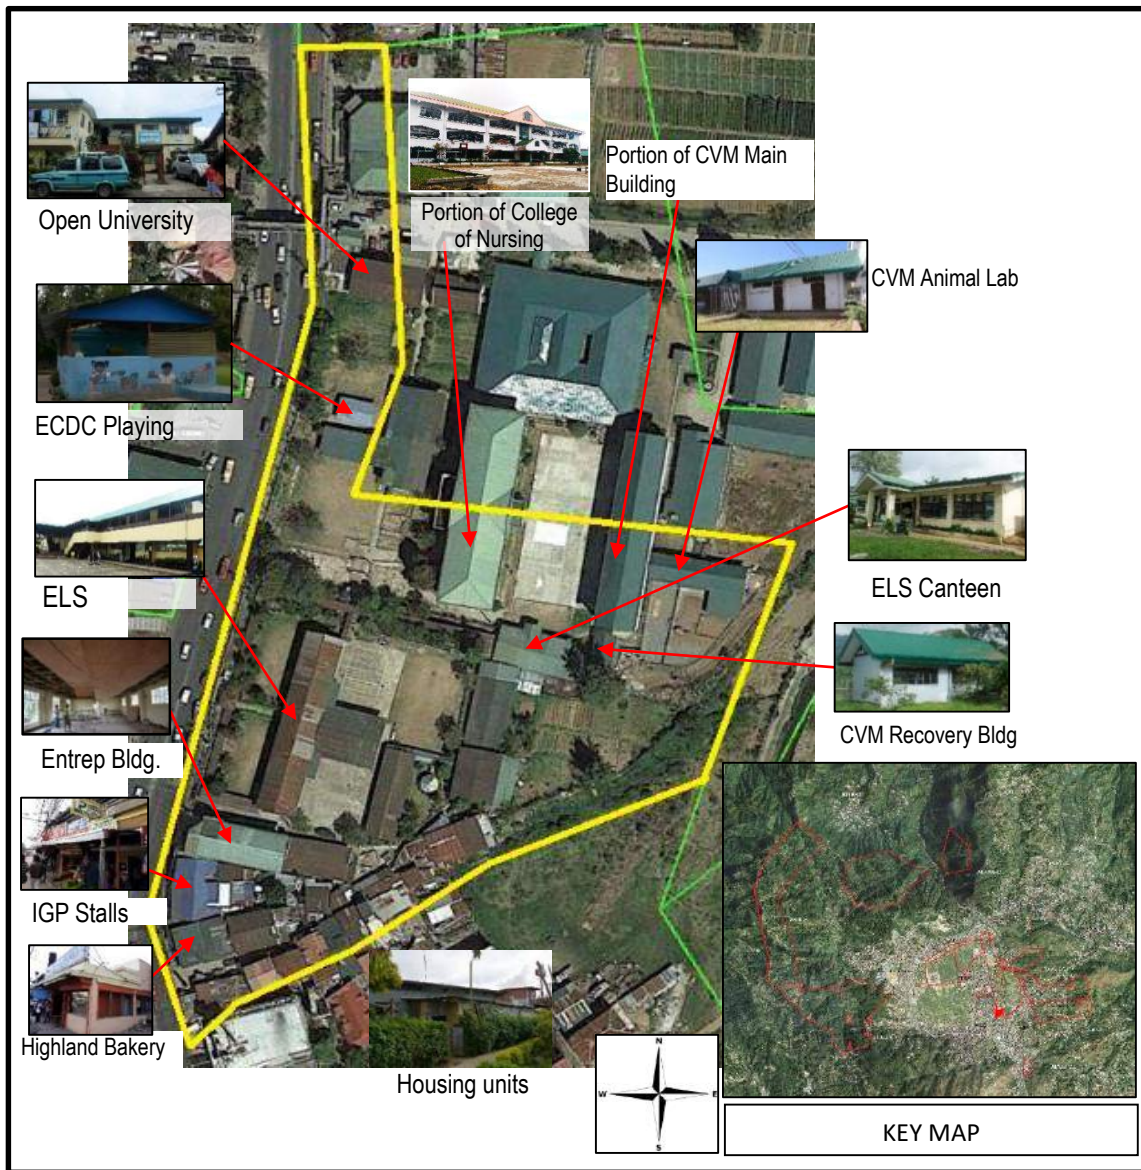 Open University
Portion of College
of Nursing
Portion of CVM Main
Building
CVM Animal Lab
ECDC Playing
ELS
ELS Canteen
Entrep Bldg.
CVM Recovery Bldg
IGP Stalls
Highland Bakery
Housing units
N
W
E
S
KEY MAP